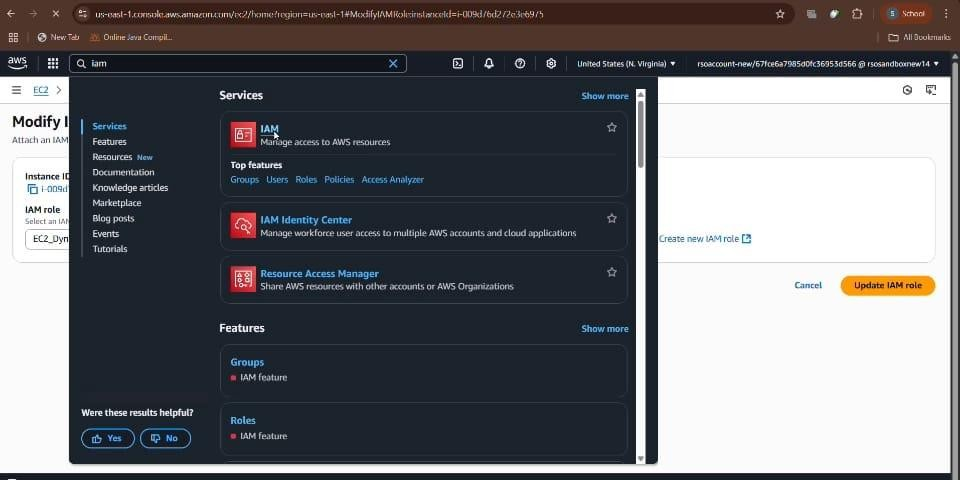 us-east-1.console.aws.amazon.com/ec2/home?region=us-east-1#ModifyIAMRole:instanceId=i-009d76d272e3e6975
S School
New Tab Online Java Compil... All Bookmarks
aws iam United States (N. Virginia) rsoaccount-new/67fce6a7985d0fc36953d566 @ rsosandboxnew14
EC2
Modify I
Attach an IAM
Instance ID
i-009d
IAM role
Select an IAM
EC2_Dyn
Services
Features
Resources New
Documentation
Knowledge articles
Marketplace
Blog posts
Events
Tutorials
Were these results helpful?
Yes No
Services Show more
IAM
Manage access to AWS resources
Top features
Groups Users Roles Policies Access Analyzer
IAM Identity Center
Manage workforce user access to multiple AWS accounts and cloud applications
Resource Access Manager
Share AWS resources with other accounts or AWS Organizations
Features Show more
Groups
IAM feature
Roles
IAM feature
Create new IAM role
Cancel Update IAM role